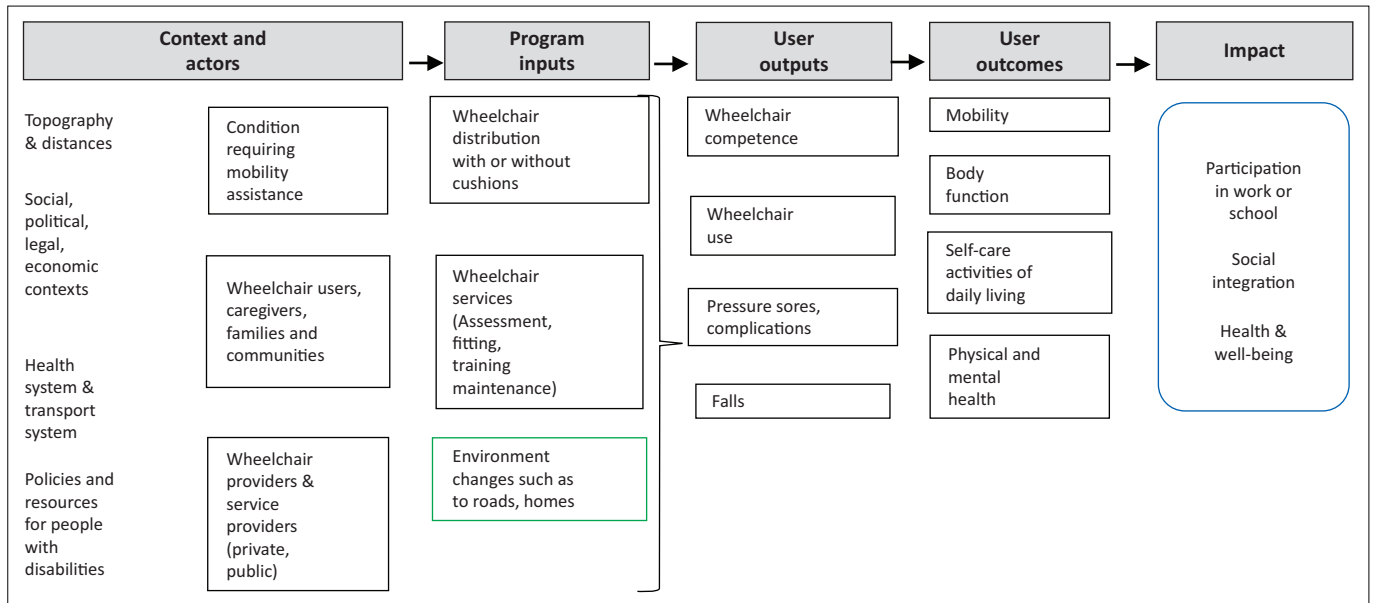 Context and
actors
Program
inputs
User
outputs
User
outcomes
Impact
Topography
& distances
Social,
political,
legal,
economic
contexts
Health
system &
transport
system
Policies and
resources
for people
with
disabilities
Condition
requiring
mobility
assistance
Wheelchair users,
caregivers,
families and
communities
Wheelchair
providers &
service
providers
(private,
public)
Wheelchair
distribution
with or without
cushions
Wheelchair
services
(Assessment,
fitting,
training
maintenance)
Environment
changes such as
to roads, homes
Wheelchair
competence
Wheelchair
use
Pressure sores,
complications
Falls
Mobility
Body
function
Self-care
activities of
daily living
Physical and
mental
health
Participation
in work or
school
Social
integration
Health &
well-being